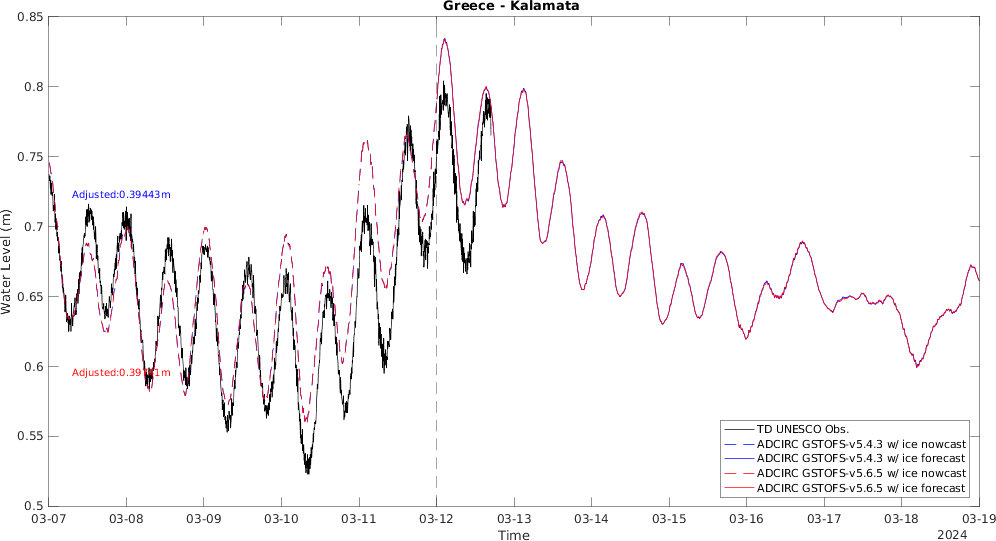 Greece - Kalamata
0.85
0.8
0.75
0.7
0.65
0.6
0.55
0.5
Water Level (m)
Adjusted:0.39443m
TD UNESCO Obs.
ADCIRC GSTOFS-v5.4.3 w/ ice nowcast
ADCIRC GSTOFS-v5.4.3 w/ ice forecast
ADCIRC GSTOFS-v5.6.5 w/ ice nowcast
ADCIRC GSTOFS-v5.6.5 w/ ice forecast
03-07 03-08 03-09 03-10 03-11 03-12 03-13 03-14 03-15 03-16 03-17 03-18 03-19
Time
2024